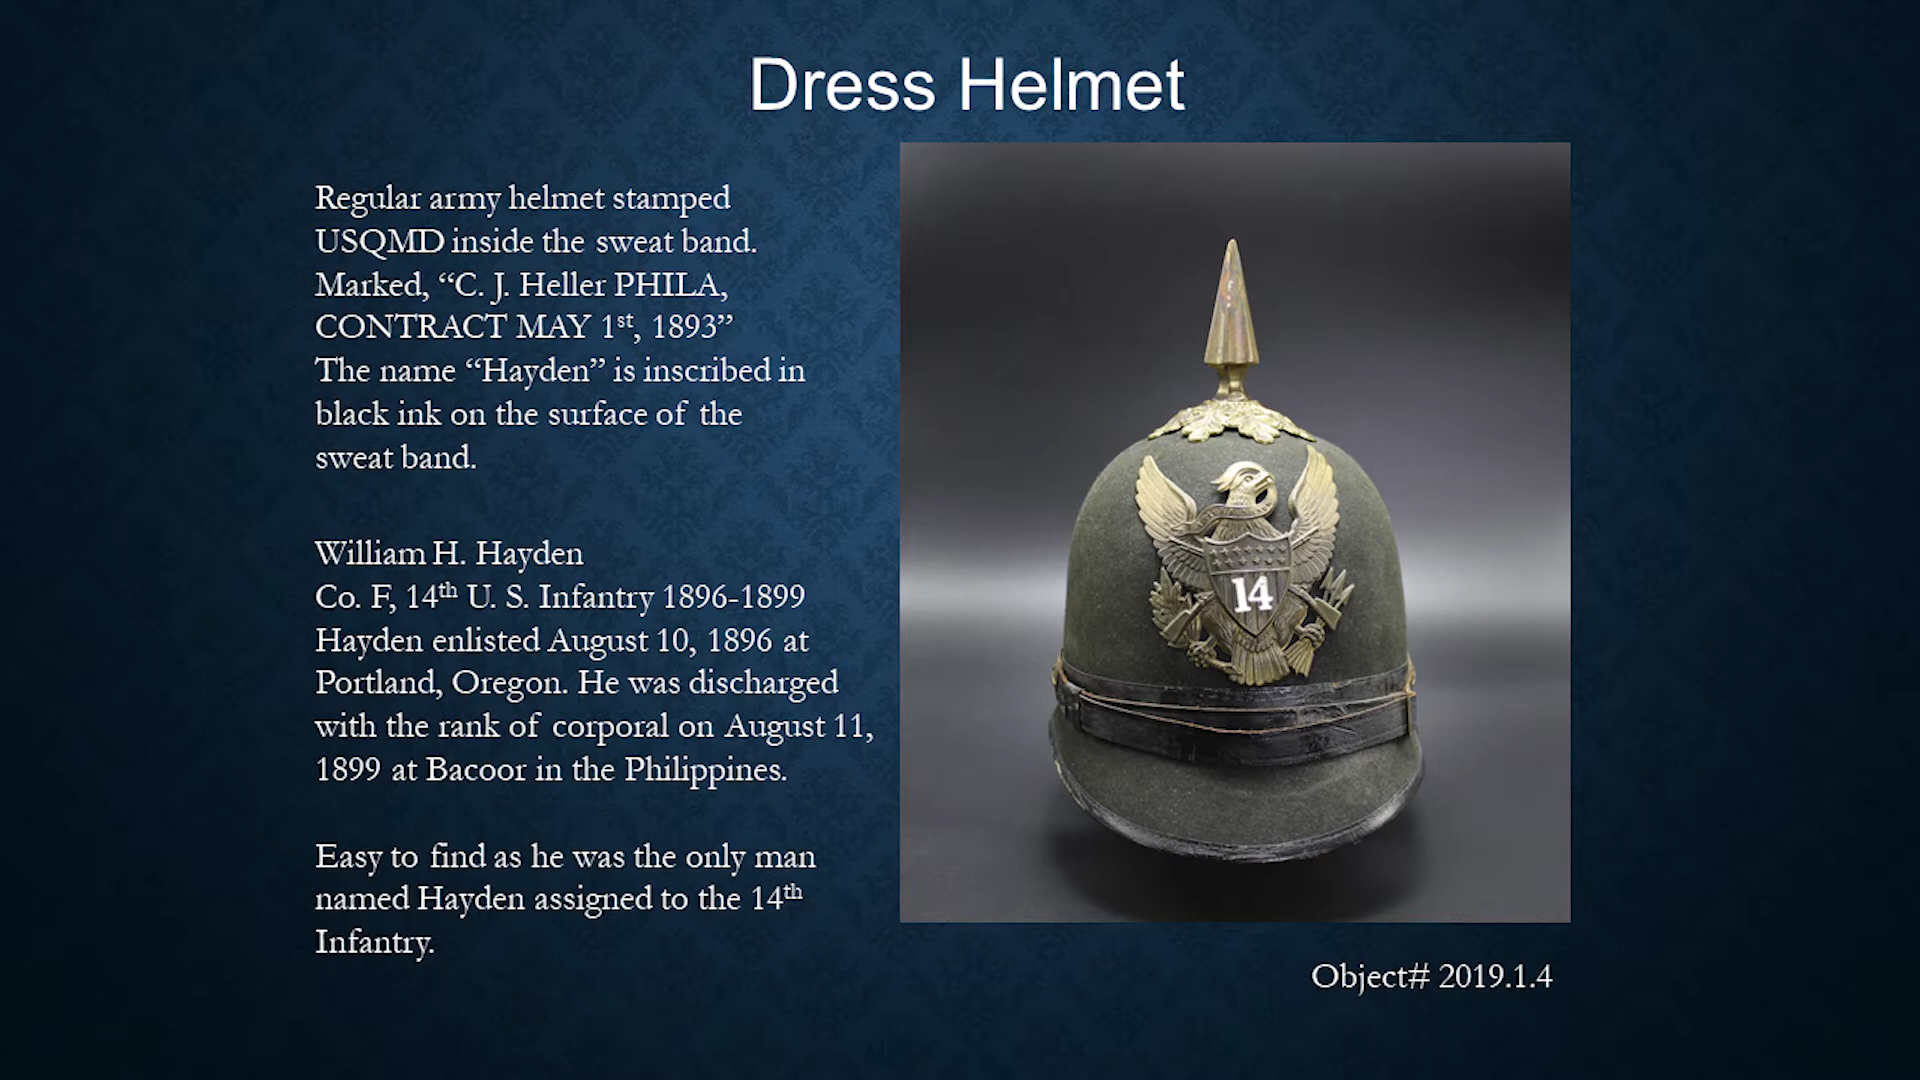 Dress Helmet
Regular army helmet stamped
USQMD inside the sweat band.
Marked, “C. J. Heller PHILA,
CONTRACT MAY 1st, 1893”
The name “Hayden” is inscribed in
black ink on the surface of the
sweat band.
William H. Hayden
Co. F, 14th U. S. Infantry 1896-1899
Hayden enlisted August 10, 1896 at
Portland, Oregon. He was discharged
with the rank of corporal on August 11,
1899 at Bacoor in the Philippines.
Easy to find as he was the only man
named Hayden assigned to the 14th
Infantry.
14
Object# 2019.1.4